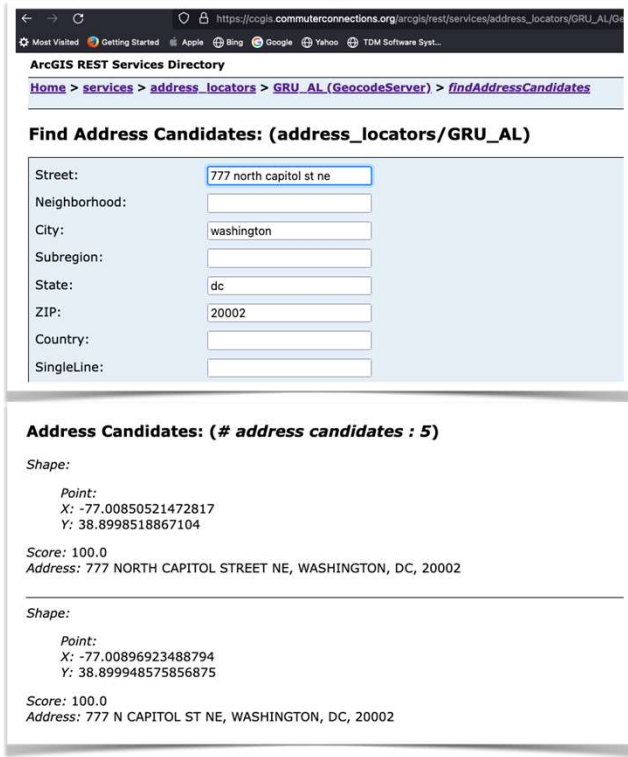 https://ccgis.commuterconnections.org/arcgis/rest/services/address_locators/GRU_AL/Ge
Most Visited Getting Started Apple Bing Google Yahoo TDM Software Syst...
ArcGIS REST Services Directory
Home > services > address_locators > GRU_AL (GeocodeServer) > findAddressCandidates
Find Address Candidates: (address_locators/GRU_AL)
Street: 777 north capitol st ne
Neighborhood:
City: washington
Subregion:
State: dc
ZIP: 20002
Country:
SingleLine:
Address Candidates: (# address candidates : 5)
Shape:
Point:
X: -77.00850521472817
Y: 38.8998518867104
Score: 100.0
Address: 777 NORTH CAPITOL STREET NE, WASHINGTON, DC, 20002
Shape:
Point:
X: -77.00896923488794
Y: 38.899948575856875
Score: 100.0
Address: 777 N CAPITOL ST NE, WASHINGTON, DC, 20002